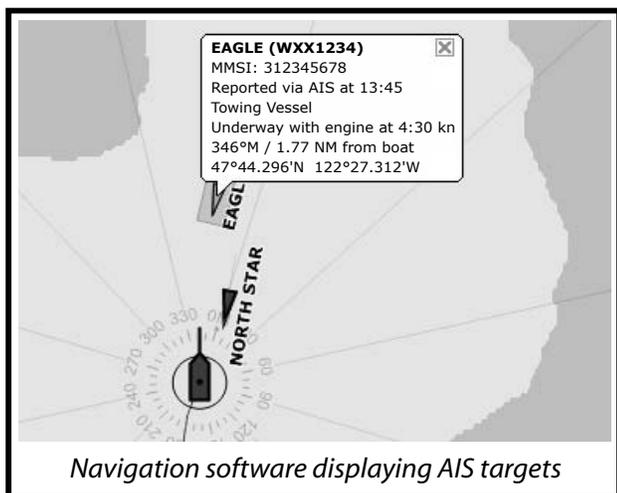 EAGLE (WXX1234)
MMSI: 312345678
Reported via AIS at 13:45
Towing Vessel
Underway with engine at 4:30 kn
346°M / 1.77 NM from boat
47°44.296'N 122°27.312'W
EAGL
NORTH STAR
330
300
270
240
210
120
90
60
Navigation software displaying AIS targets